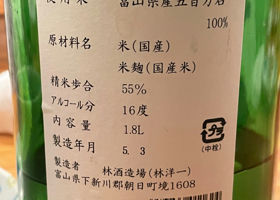 使用米 富山県産五百万石
100%
原材料名 米(国産)
米麹(国産米)
精米歩合 55%
アルコール分 16度
内容量 1.8L
製造年月 5. 3
(中栓)
製造者 林酒造場(林洋一)
富山県下新川郡朝日町境1608